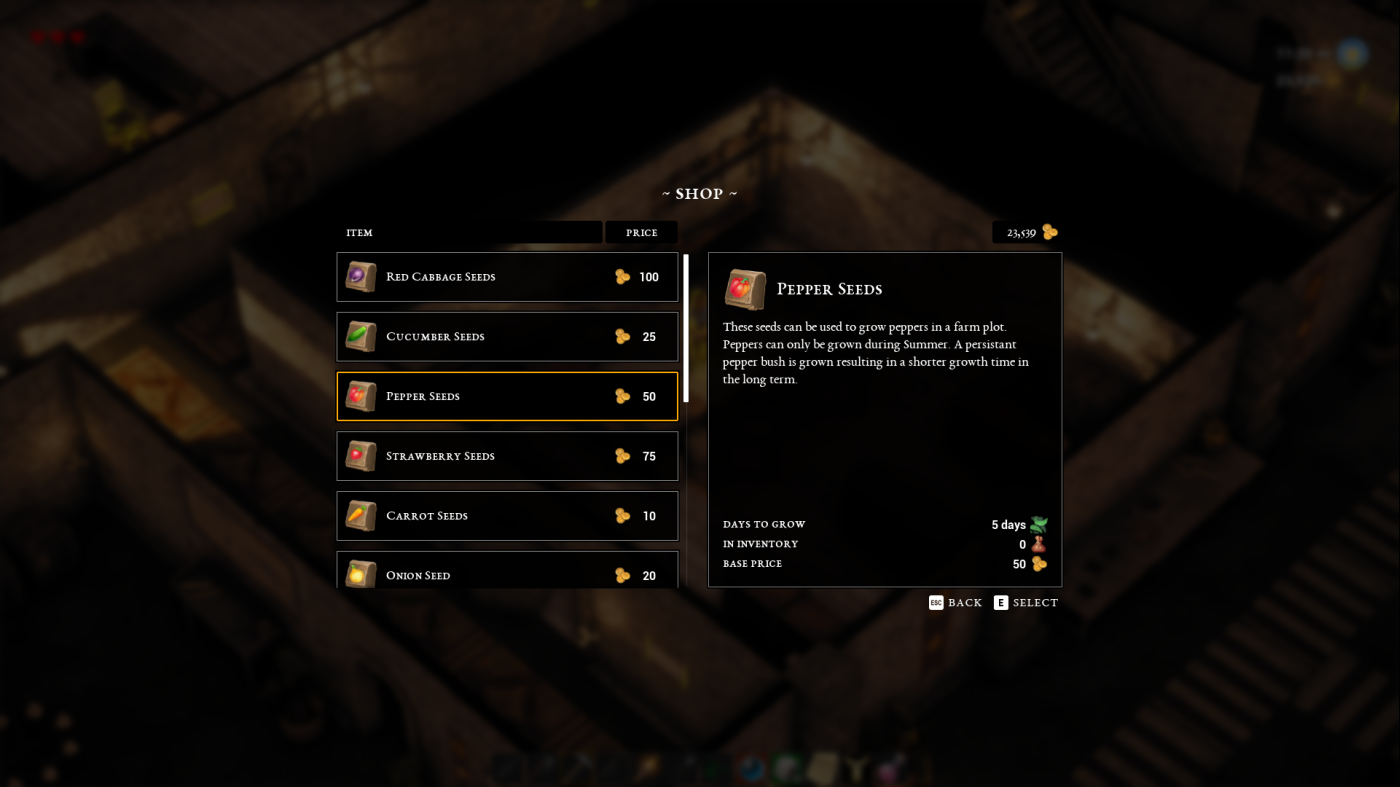 ~ SHOP ~
ITEM PRICE 23,539
RED CABBAGE SEEDS 100
CUCUMBER SEEDS 25
PEPPER SEEDS 50
STRAWBERRY SEEDS 75
CARROT SEEDS 10
ONION SEED 20
PEPPER SEEDS
These seeds can be used to grow peppers in a farm plot.
Peppers can only be grown during Summer. A persistant
pepper bush is grown resulting in a shorter growth time in
the long term.
DAYS TO GROW 5 days
IN INVENTORY 0
BASE PRICE 50
ESC BACK E SELECT